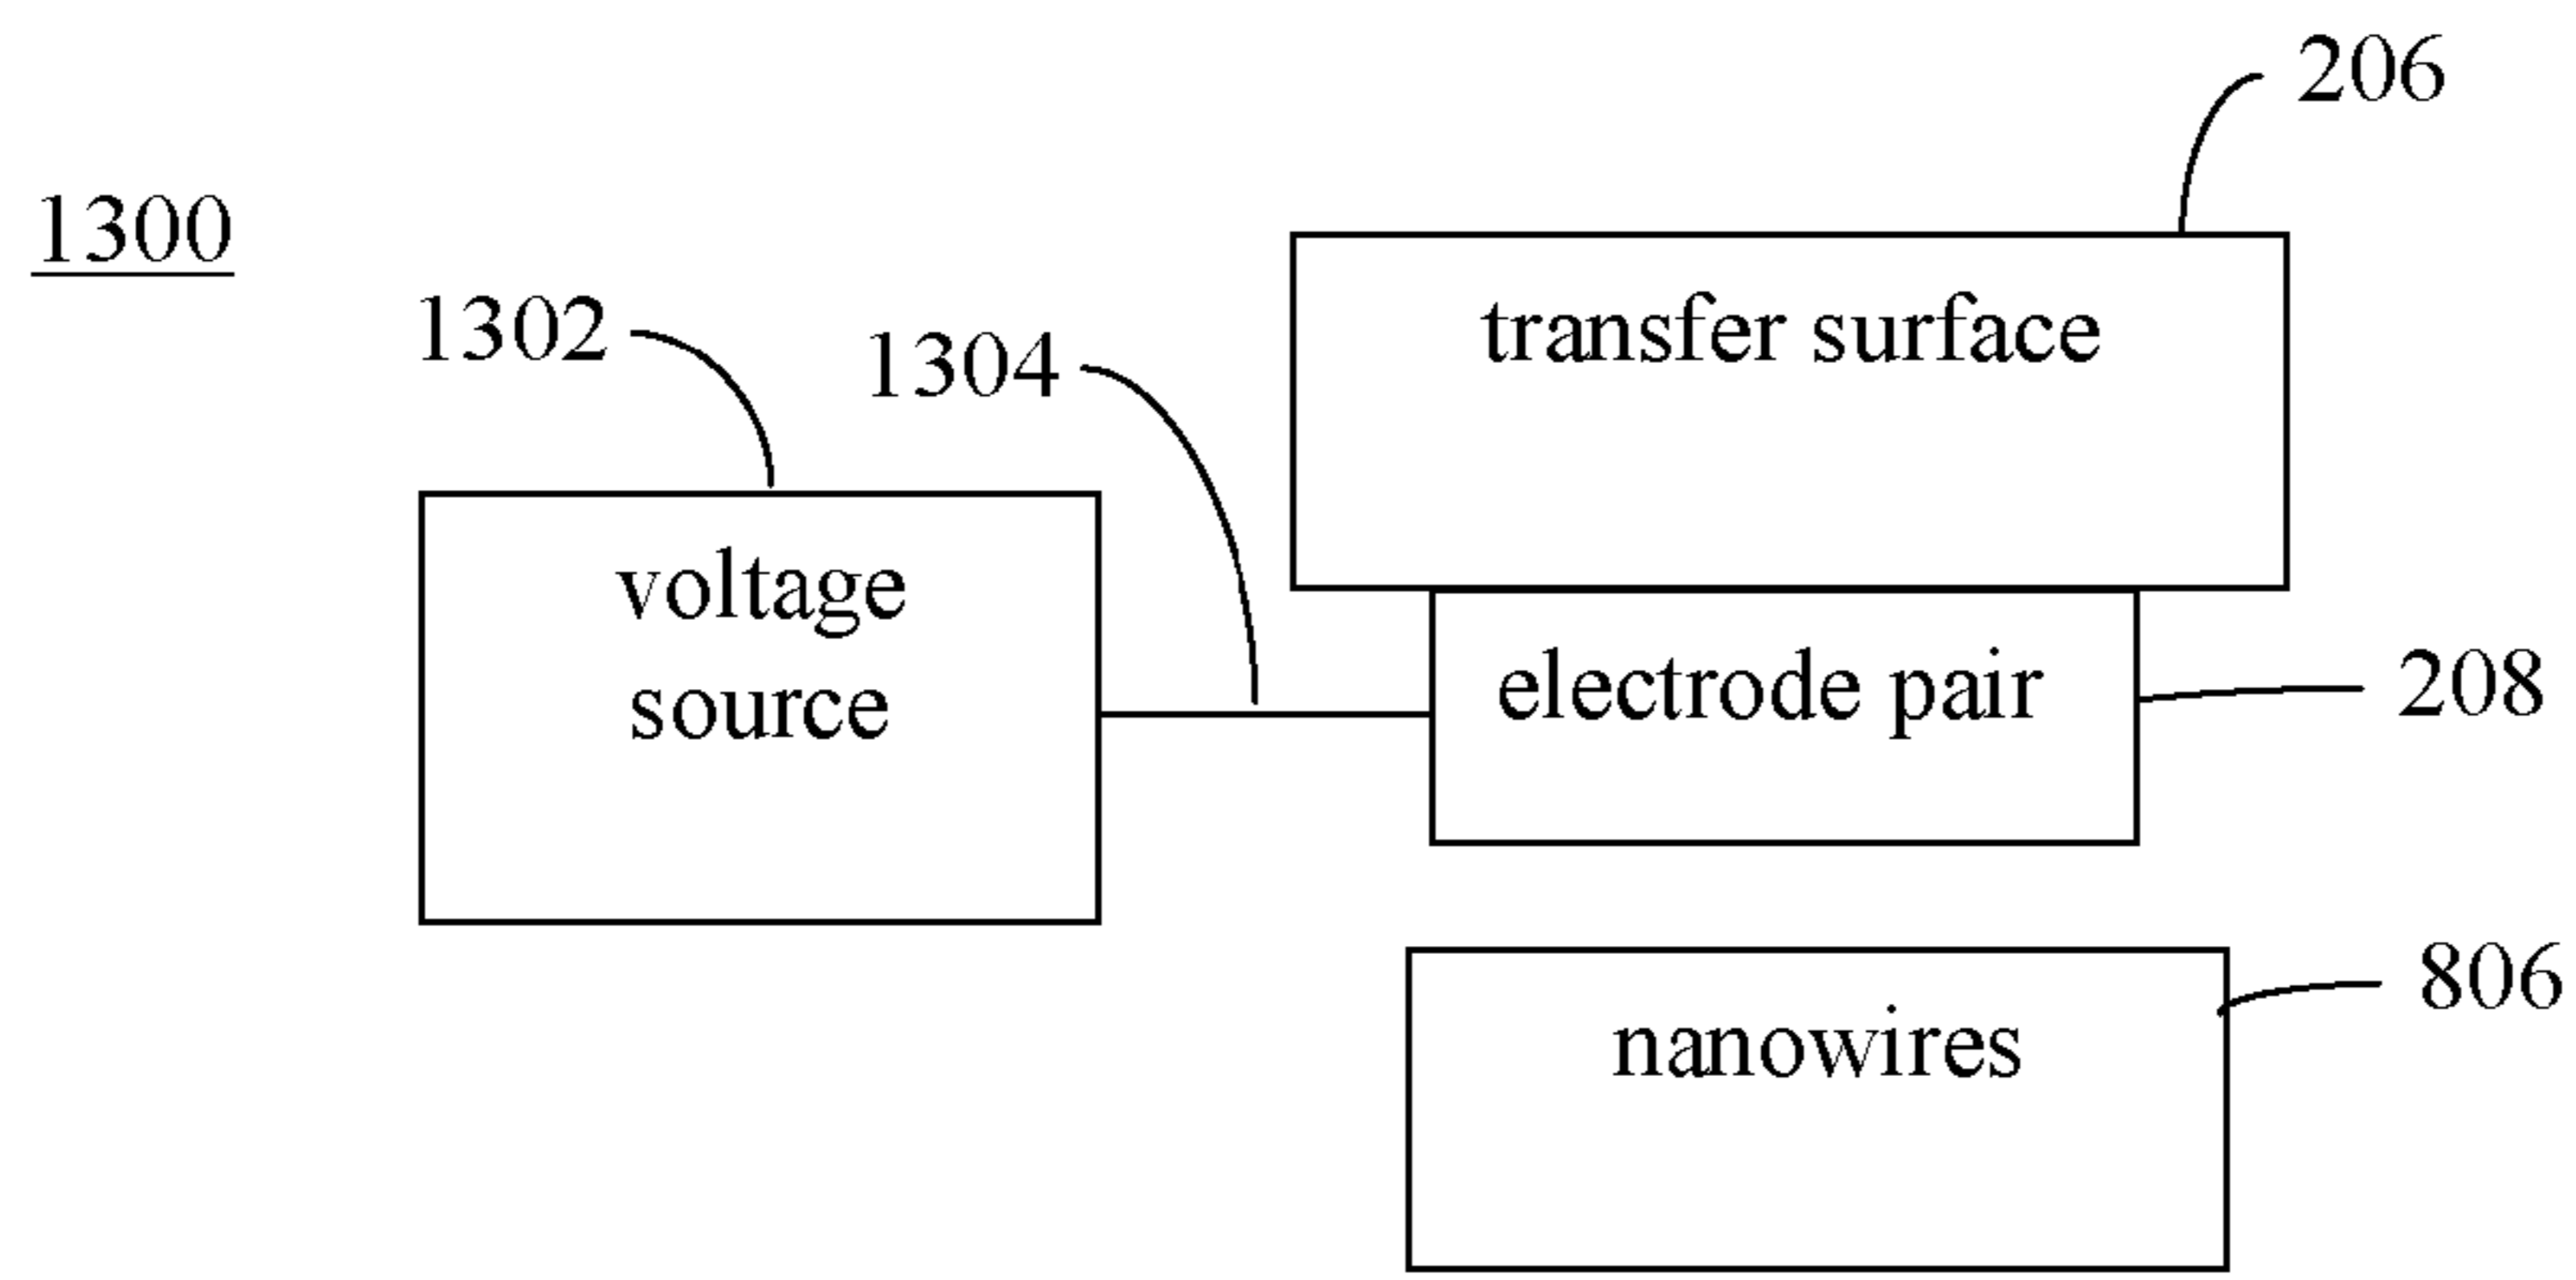 206
1300
1302
1304
transfer surface
voltage
source
electrode pair
208
806
nanowires